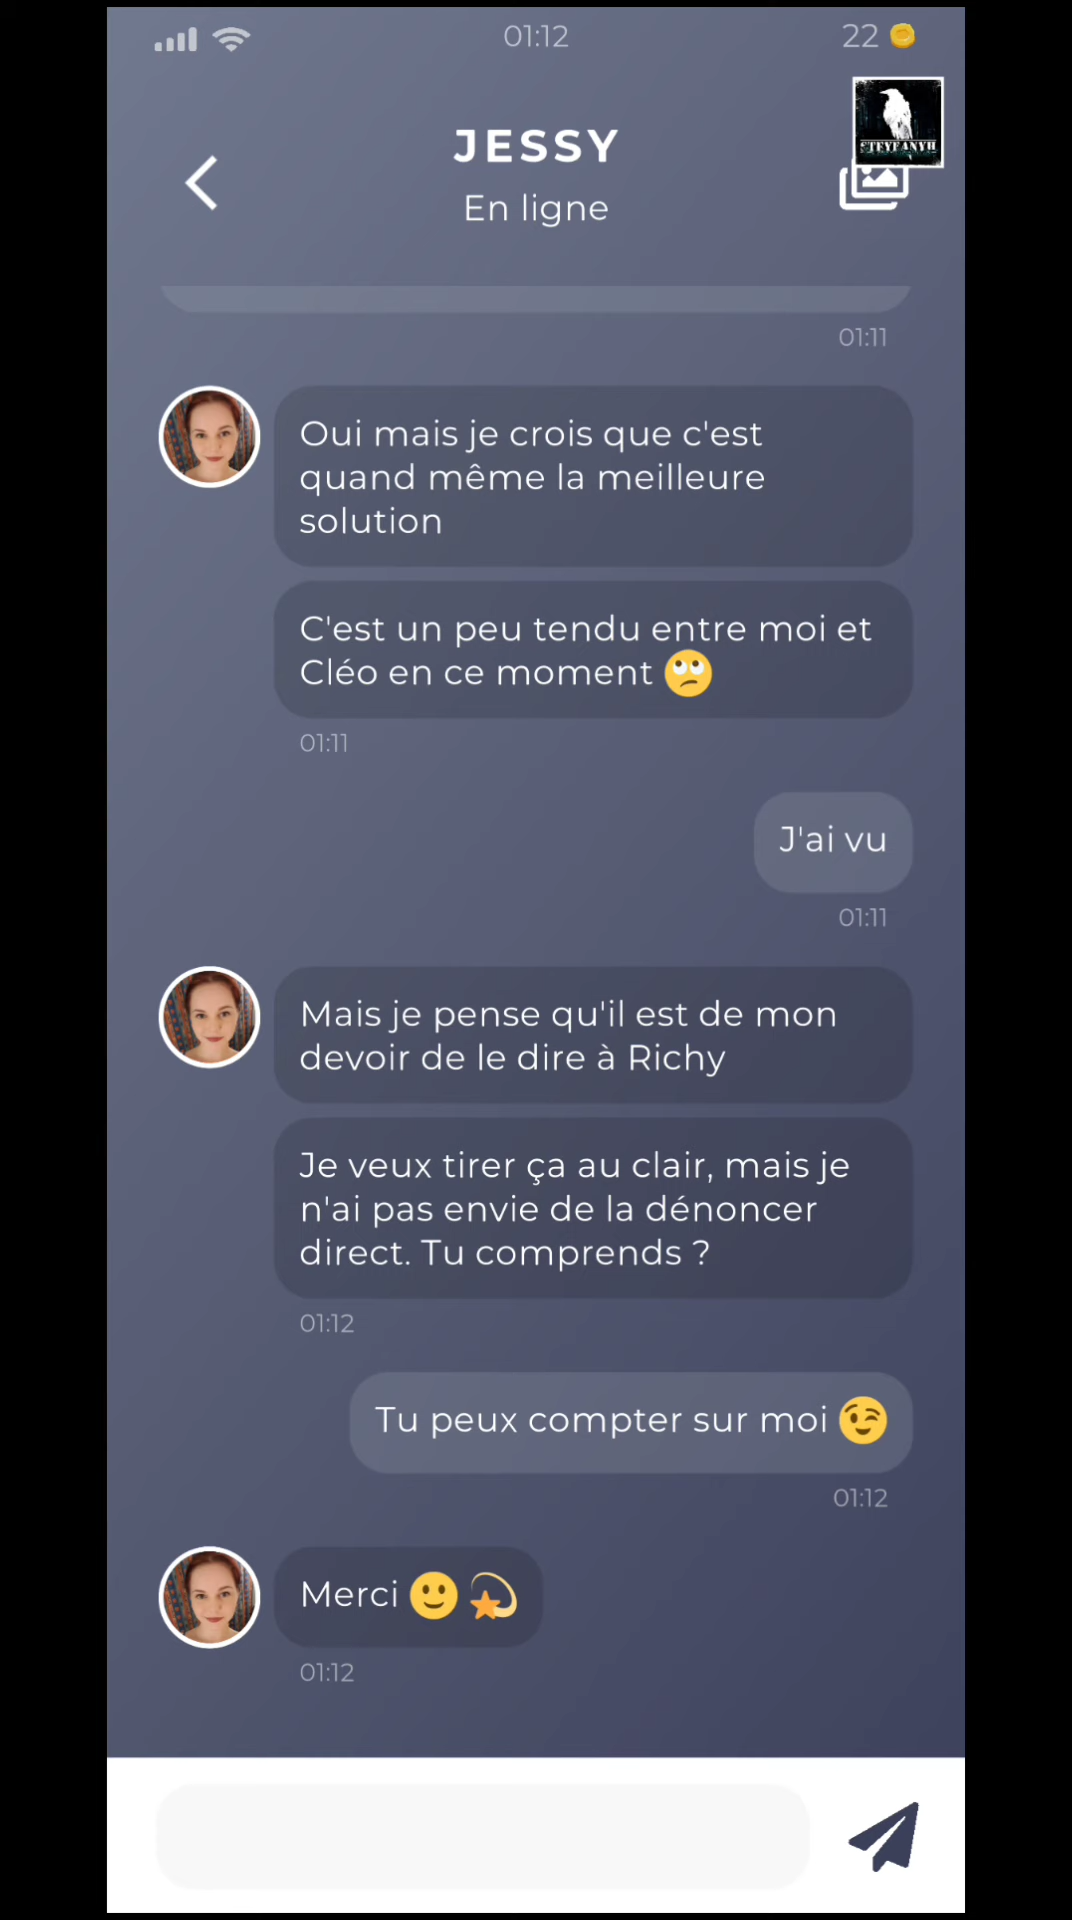 01:12
22
STEYFANYH
JESSY
En ligne
01:11
Oui mais je crois que c'est
quand même la meilleure
solution
C'est un peu tendu entre moi et
Cléo en ce moment 🙄
01:11
J'ai vu
01:11
Mais je pense qu'il est de mon
devoir de le dire à Richy
Je veux tirer ça au clair, mais je
n'ai pas envie de la dénoncer
direct. Tu comprends ?
01:12
Tu peux compter sur moi 😉
01:12
Merci 🙂 💫
01:12